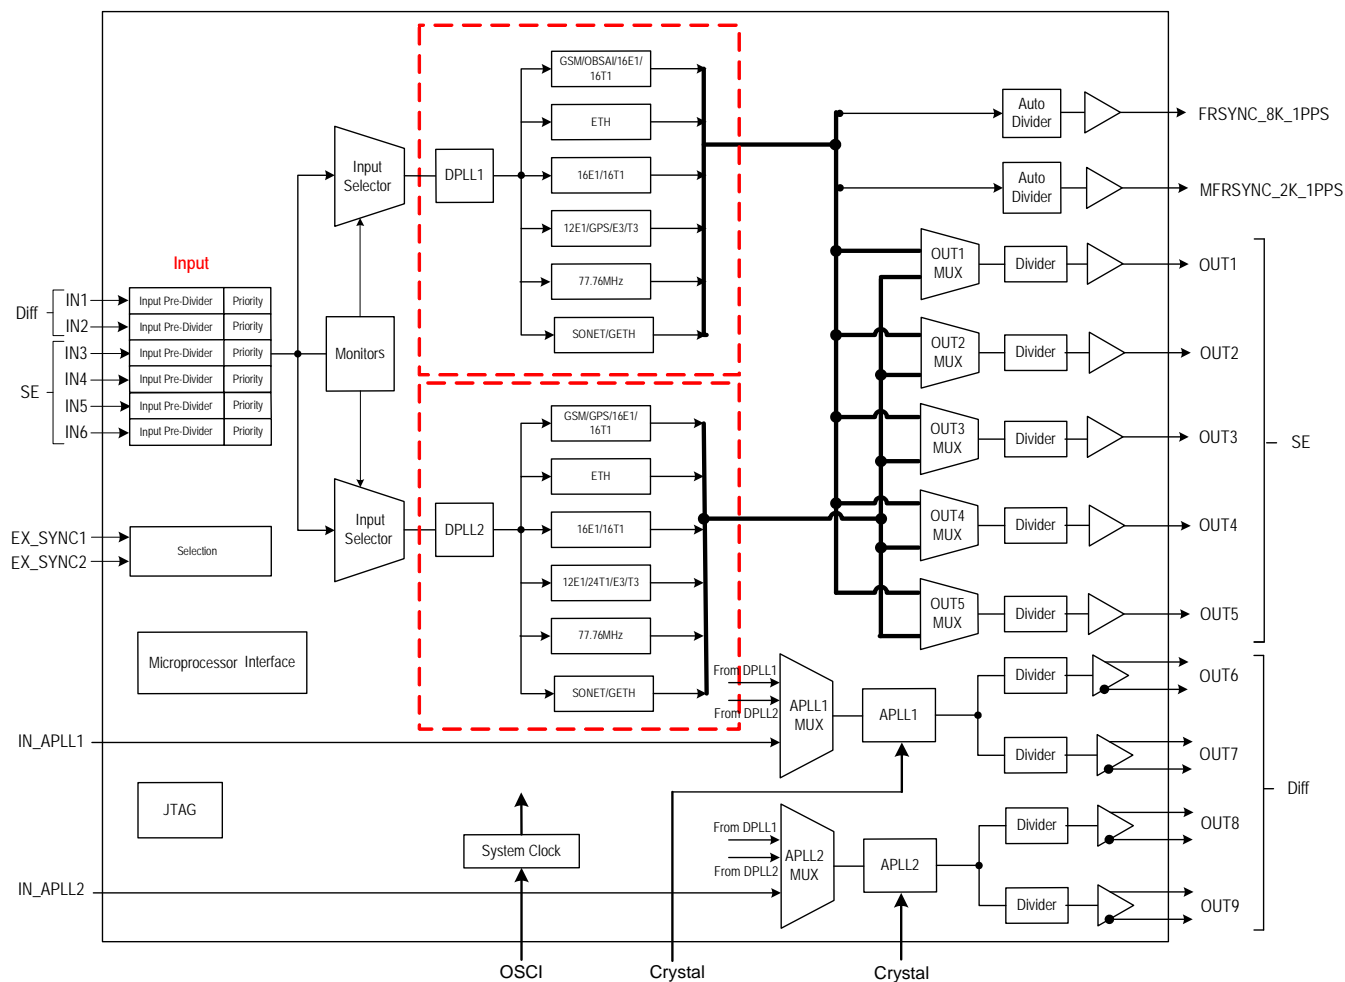 GSM/OBSAI/16E1/
16T1
ETH
16E1/16T1
12E1/GPS/E3/T3
77.76MHz
SONET/GETH
Input
Selector
DPLL1
Auto
Divider
FRSYNC_8K_1PPS
Auto
Divider
MFRSYNC_2K_1PPS
Input
Diff
SE
IN1
Input Pre-Divider
Priority
IN2
Input Pre-Divider
Priority
IN3
Input Pre-Divider
Priority
IN4
Input Pre-Divider
Priority
IN5
Input Pre-Divider
Priority
IN6
Input Pre-Divider
Priority
Monitors
OUT1
MUX
Divider
OUT1
OUT2
MUX
Divider
OUT2
OUT3
MUX
Divider
OUT3
OUT4
MUX
Divider
OUT4
OUT5
MUX
Divider
OUT5
SE
GSM/GPS/16E1/
16T1
ETH
16E1/16T1
12E1/24T1/E3/T3
77.76MHz
SONET/GETH
Input
Selector
DPLL2
EX_SYNC1
EX_SYNC2
Selection
Microprocessor Interface
IN_APLL1
From DPLL1
From DPLL2
APLL1
MUX
APLL1
Divider
OUT6
Divider
OUT7
Diff
JTAG
System Clock
IN_APLL2
From DPLL1
From DPLL2
APLL2
MUX
APLL2
Divider
OUT8
Divider
OUT9
OSCI
Crystal
Crystal